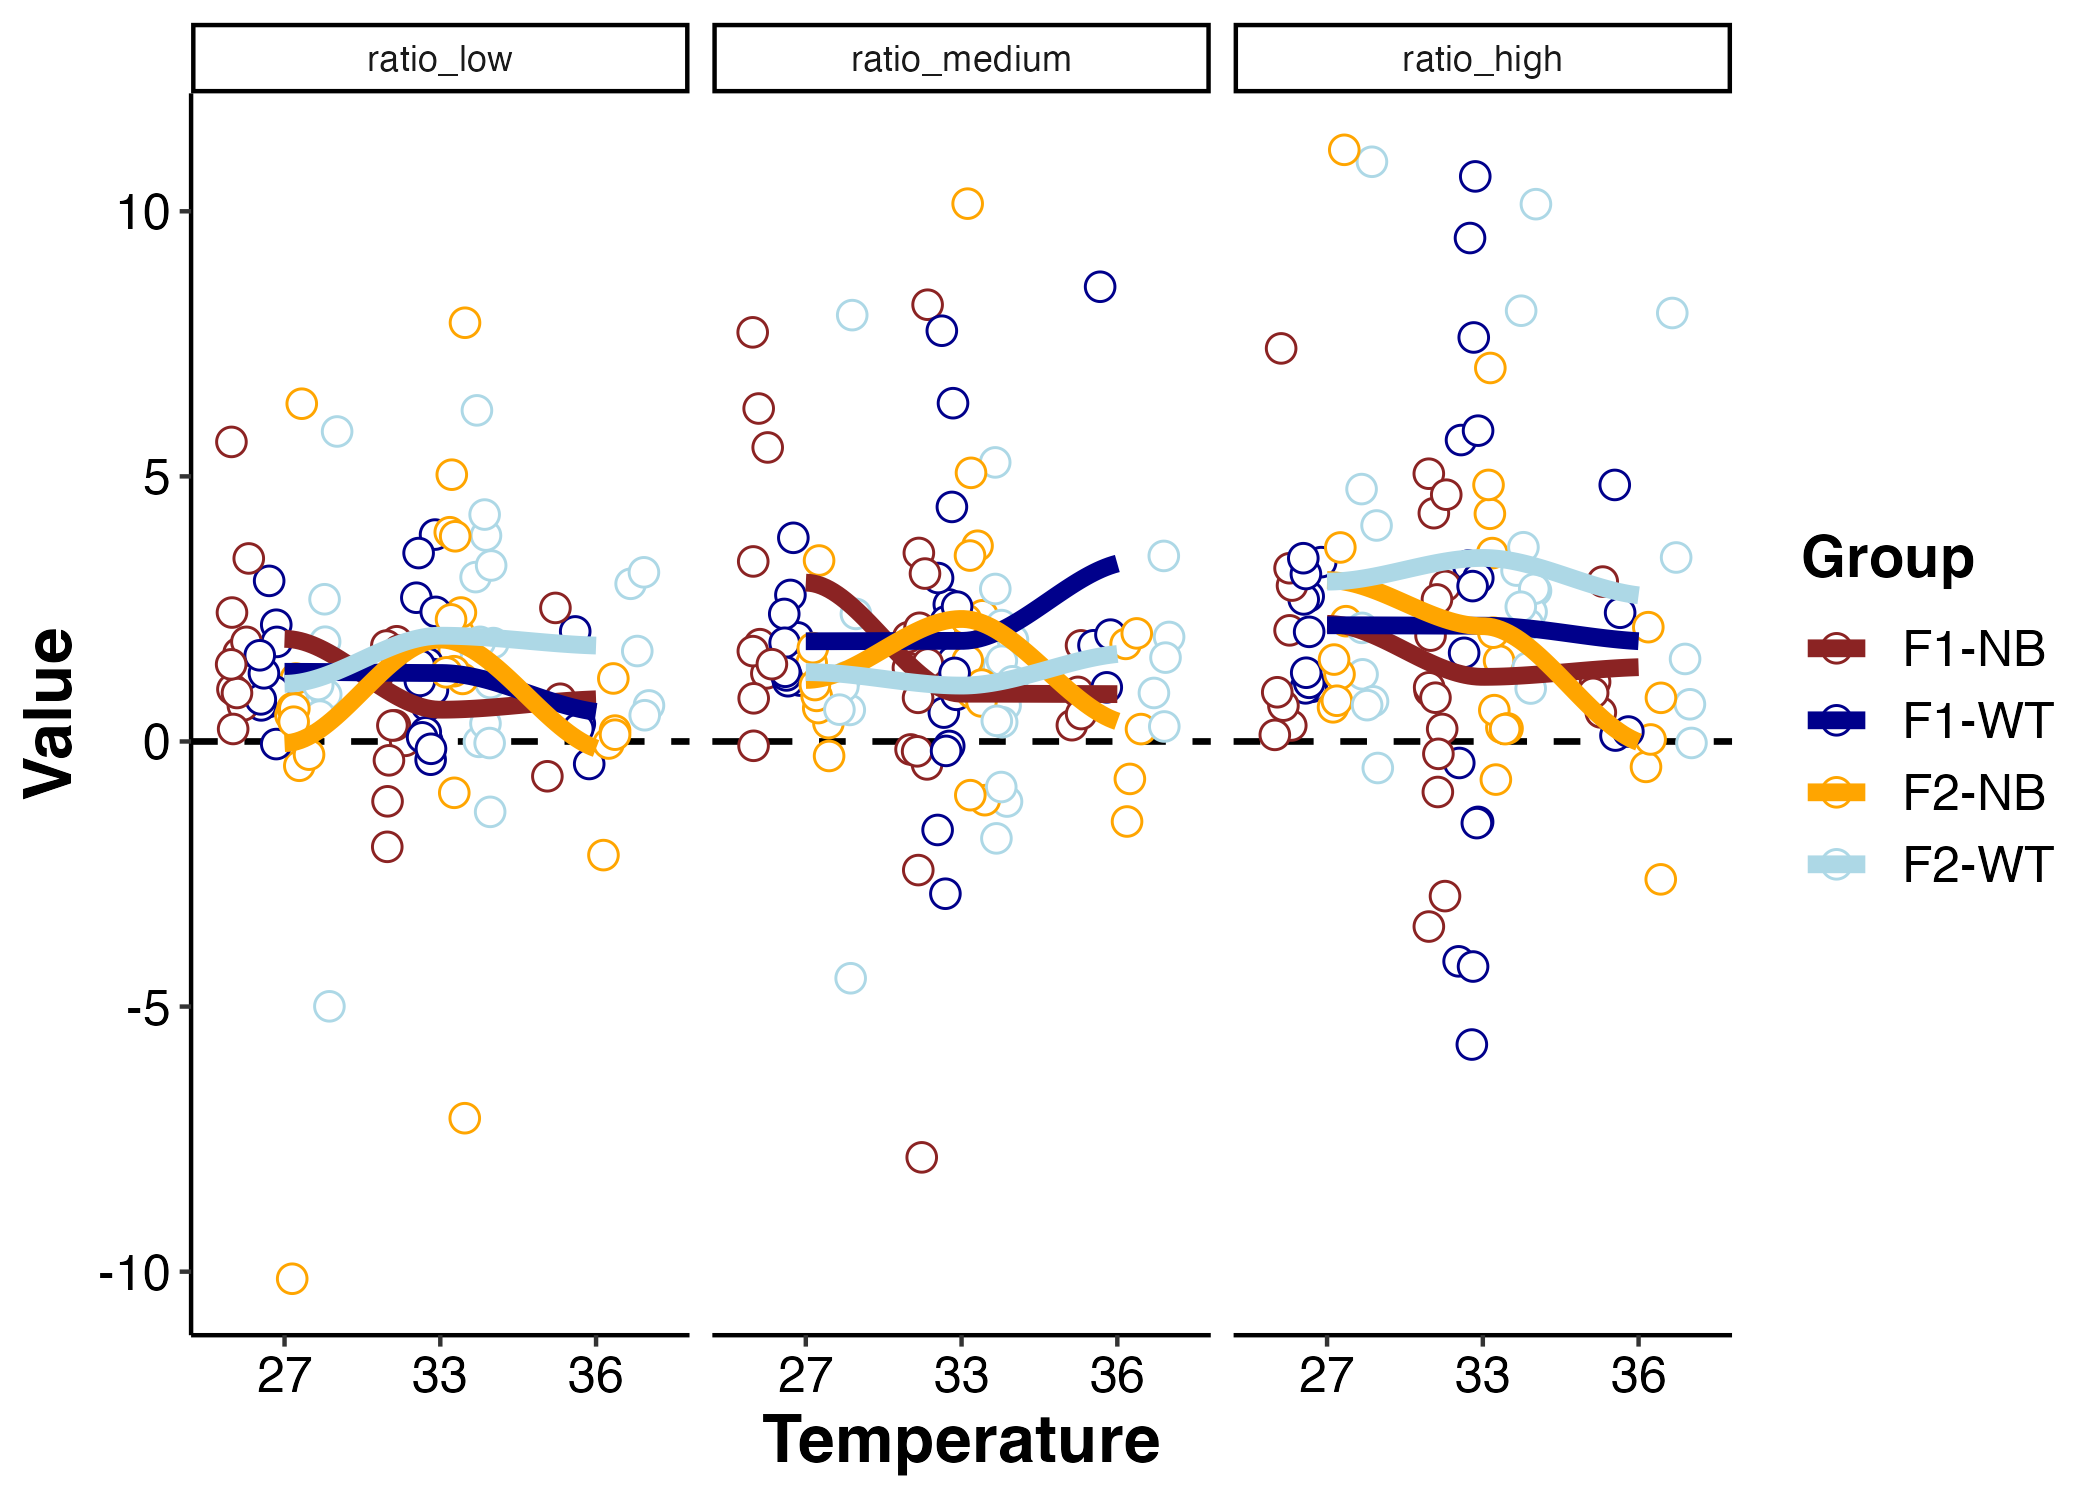 ratio_low
ratio_medium
ratio_high
Value
10
5
0
-5
-10
27
33
36
27
33
36
27
33
36
Temperature
Group
F1-NB
F1-WT
F2-NB
F2-WT